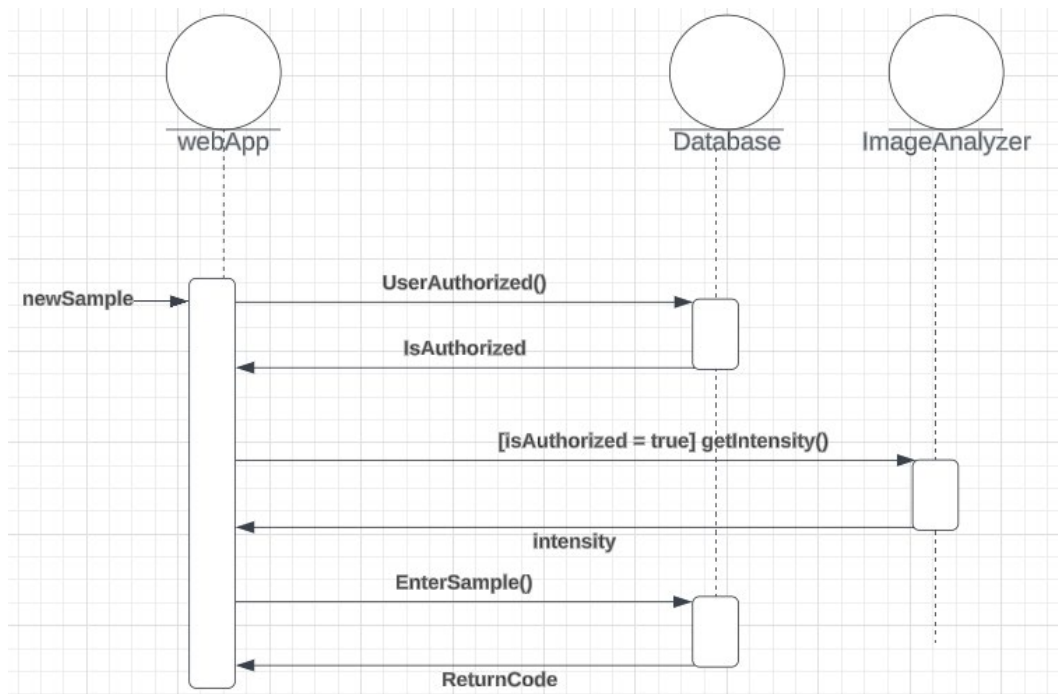 webApp
Database
ImageAnalyzer
newSample
UserAuthorized()
IsAuthorized
[isAuthorized = true] getIntensity()
intensity
EnterSample()
ReturnCode